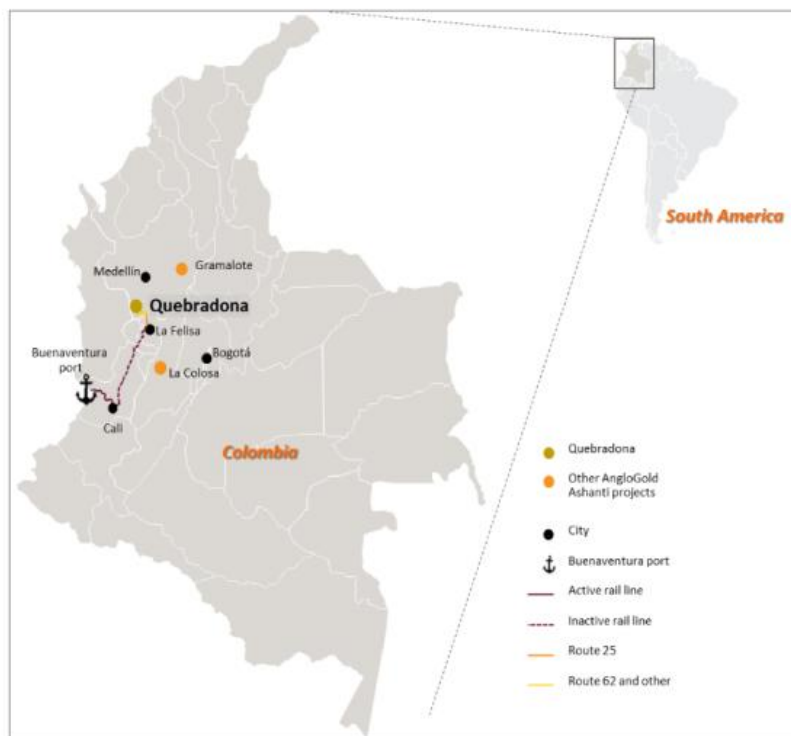 South America
Medellín
Gramalote
Quebradona
La Felisa
Buenaventura
port
Bogotá
La Colosa
Cali
Colombia
Quebradona
Other AngloGold
Ashanti projects
City
Buenaventura port
Active rail line
Inactive rail line
Route 25
Route 62 and other